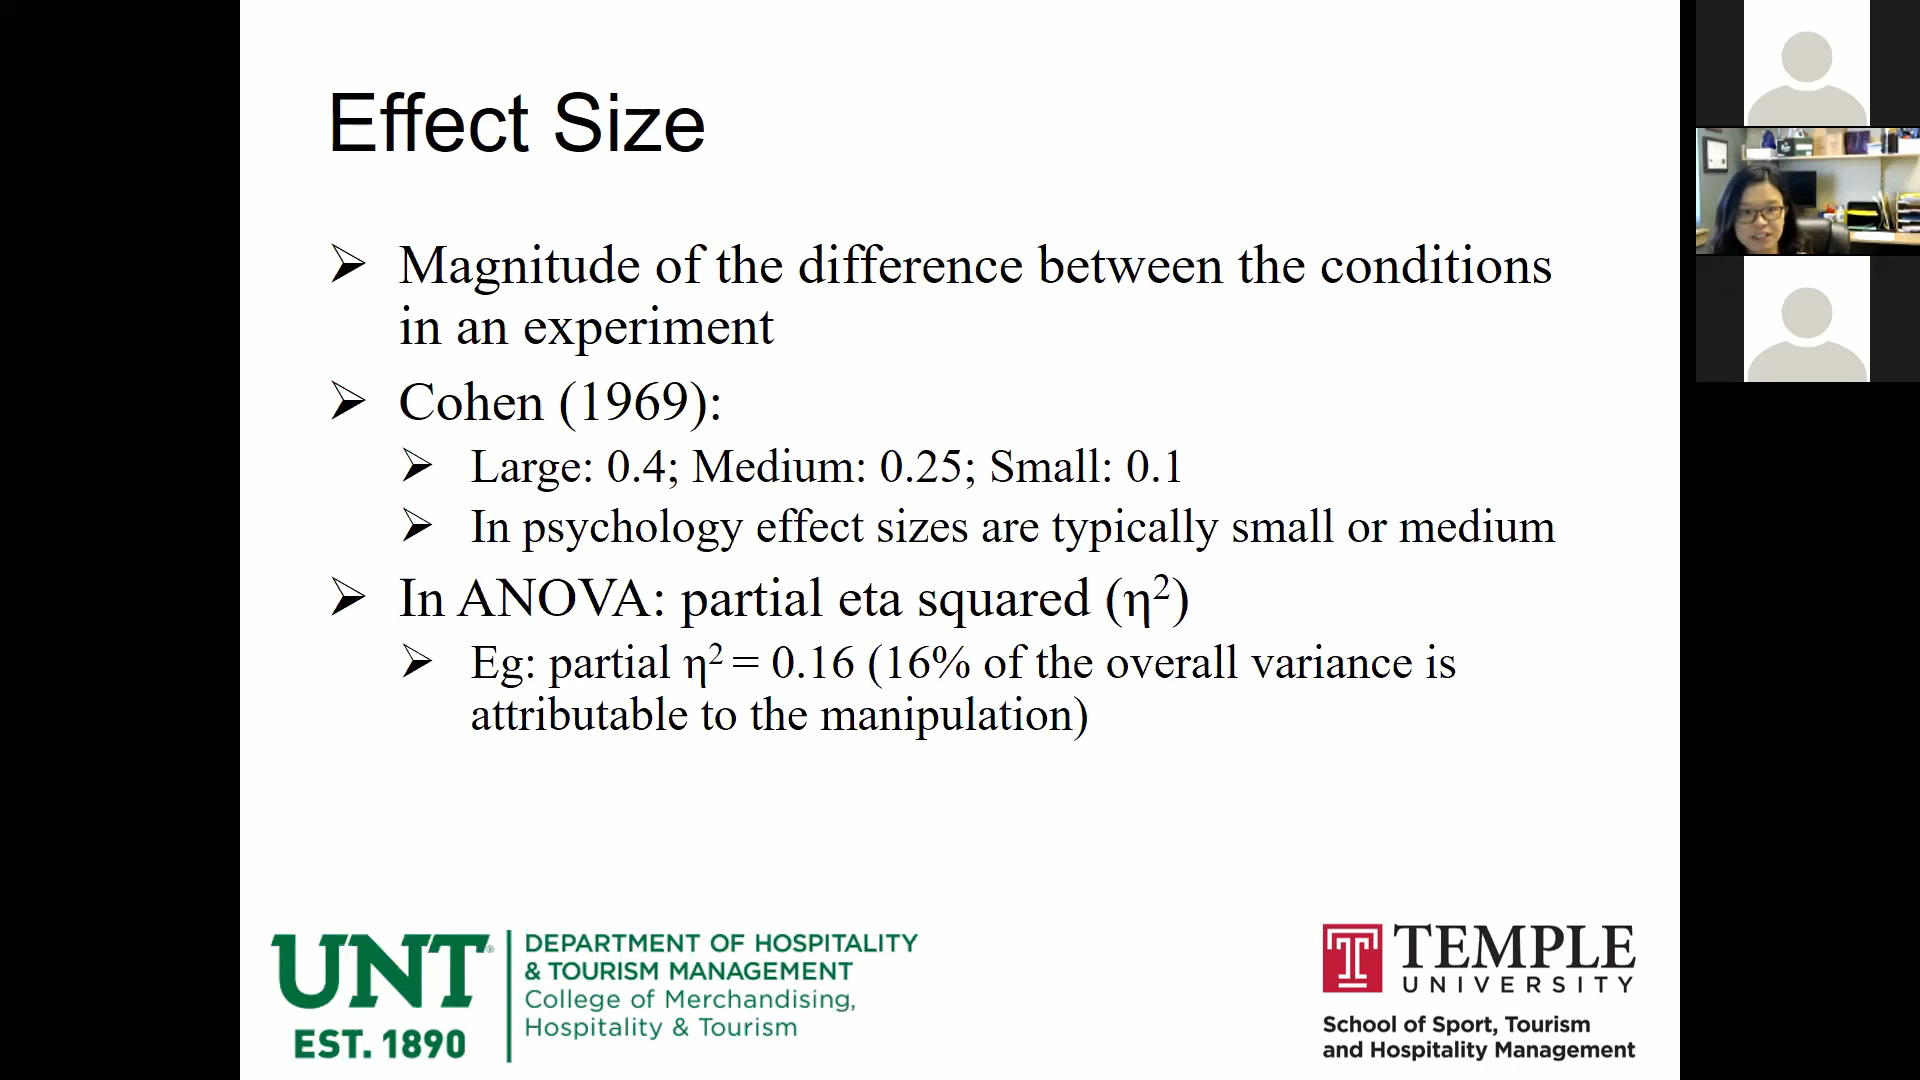 Effect Size
➢ Magnitude of the difference between the conditions
in an experiment
➢ Cohen (1969):
➢ Large: 0.4; Medium: 0.25; Small: 0.1
➢ In psychology effect sizes are typically small or medium
➢ In ANOVA: partial eta squared (η²)
➢ Eg: partial η² = 0.16 (16% of the overall variance is
attributable to the manipulation)
UNT®
EST. 1890
DEPARTMENT OF HOSPITALITY
& TOURISM MANAGEMENT
College of Merchandising,
Hospitality & Tourism
T TEMPLE
UNIVERSITY
School of Sport, Tourism
and Hospitality Management